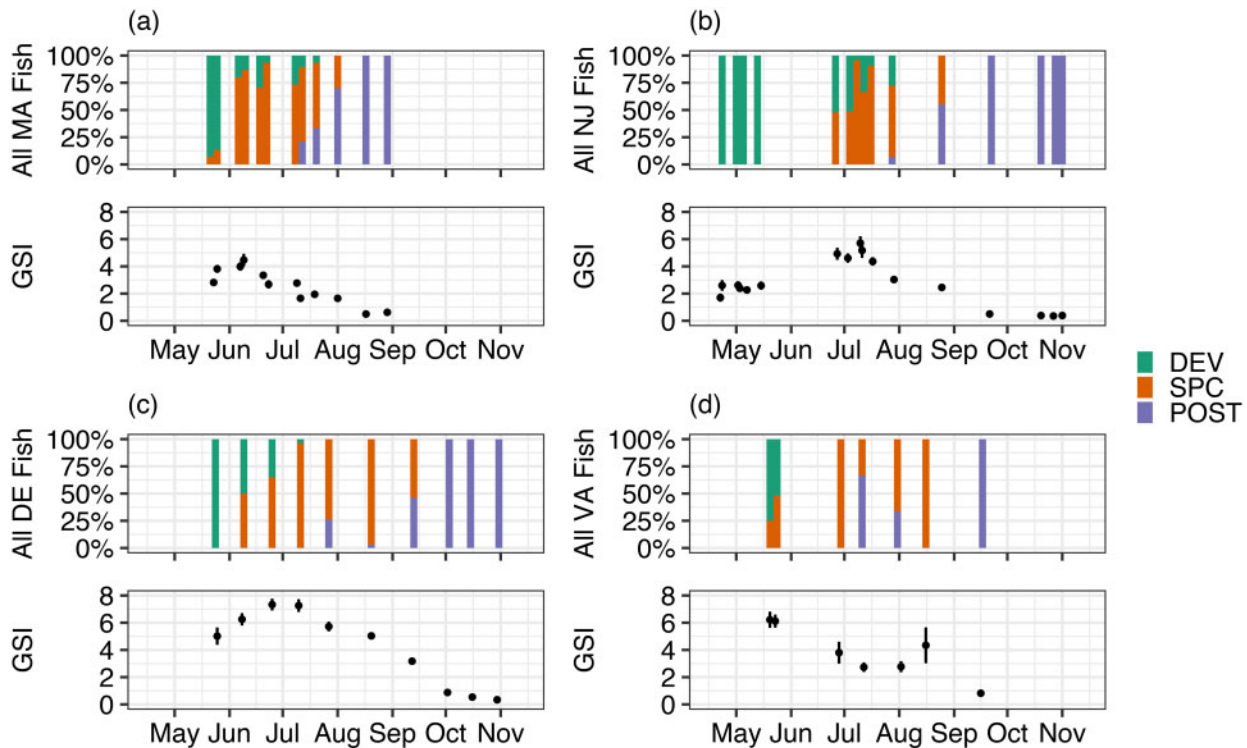 (a)
All MA Fish
100%
75%
50%
25%
0%
GSI
8
6
4
2
0
May Jun Jul Aug Sep Oct Nov
(b)
All NJ Fish
100%
75%
50%
25%
0%
GSI
8
6
4
2
0
May Jun Jul Aug Sep Oct Nov
DEV
SPC
POST
(c)
All DE Fish
100%
75%
50%
25%
0%
GSI
8
6
4
2
0
May Jun Jul Aug Sep Oct Nov
(d)
All VA Fish
100%
75%
50%
25%
0%
GSI
8
6
4
2
0
May Jun Jul Aug Sep Oct Nov